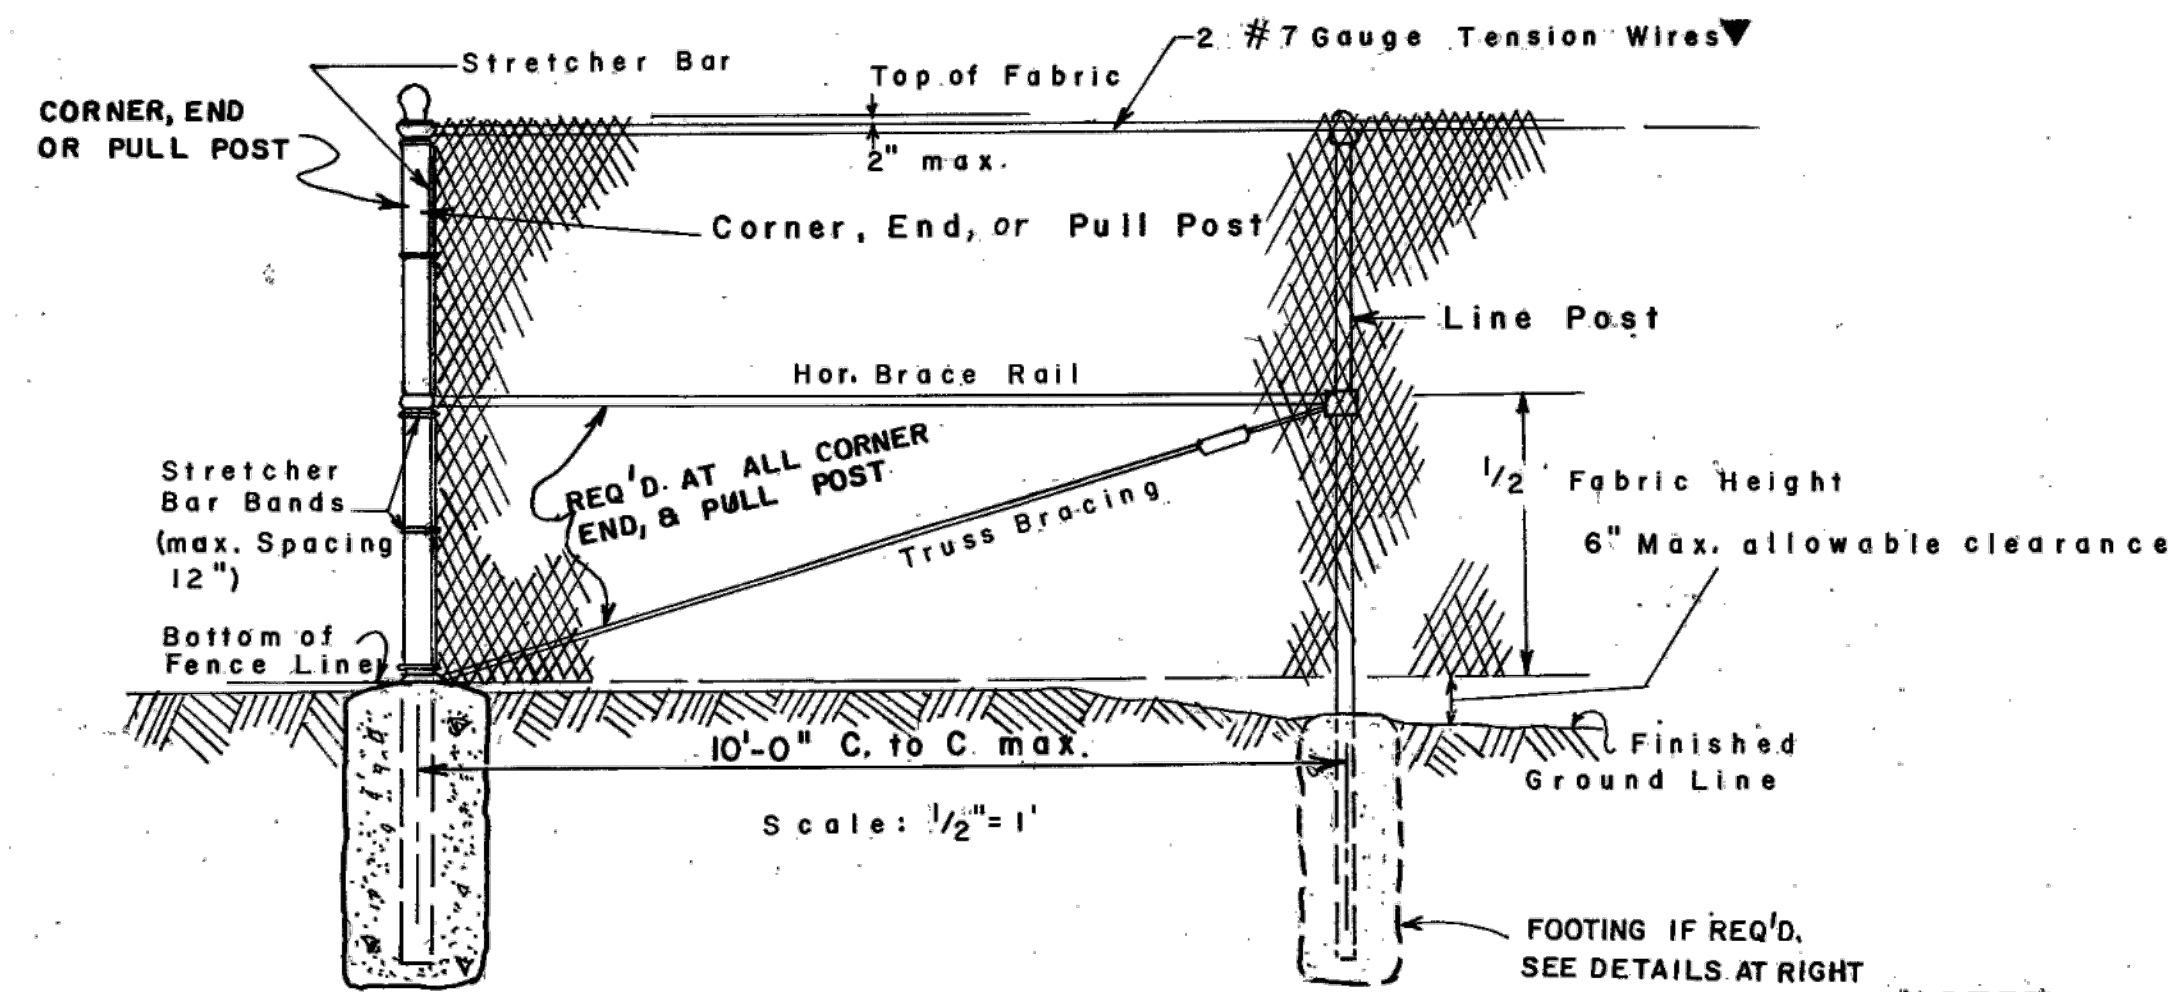 2 #7 Gauge Tension Wires▼
Stretcher Bar
Top of Fabric
CORNER, END
OR PULL POST
2" max.
Corner, End, or Pull Post
Line Post
Hor. Brace Rail
REQ'D. AT ALL CORNER
END, & PULL POST
Stretcher
Bar Bands
(max. Spacing
12")
Truss Bracing
1/2 Fabric Height
6" Max. allowable clearance
Bottom of
Fence Line
10'-0" C. to C. max.
Finished
Ground Line
Scale: 1/2"= 1'
FOOTING IF REQ'D.
SEE DETAILS AT RIGHT